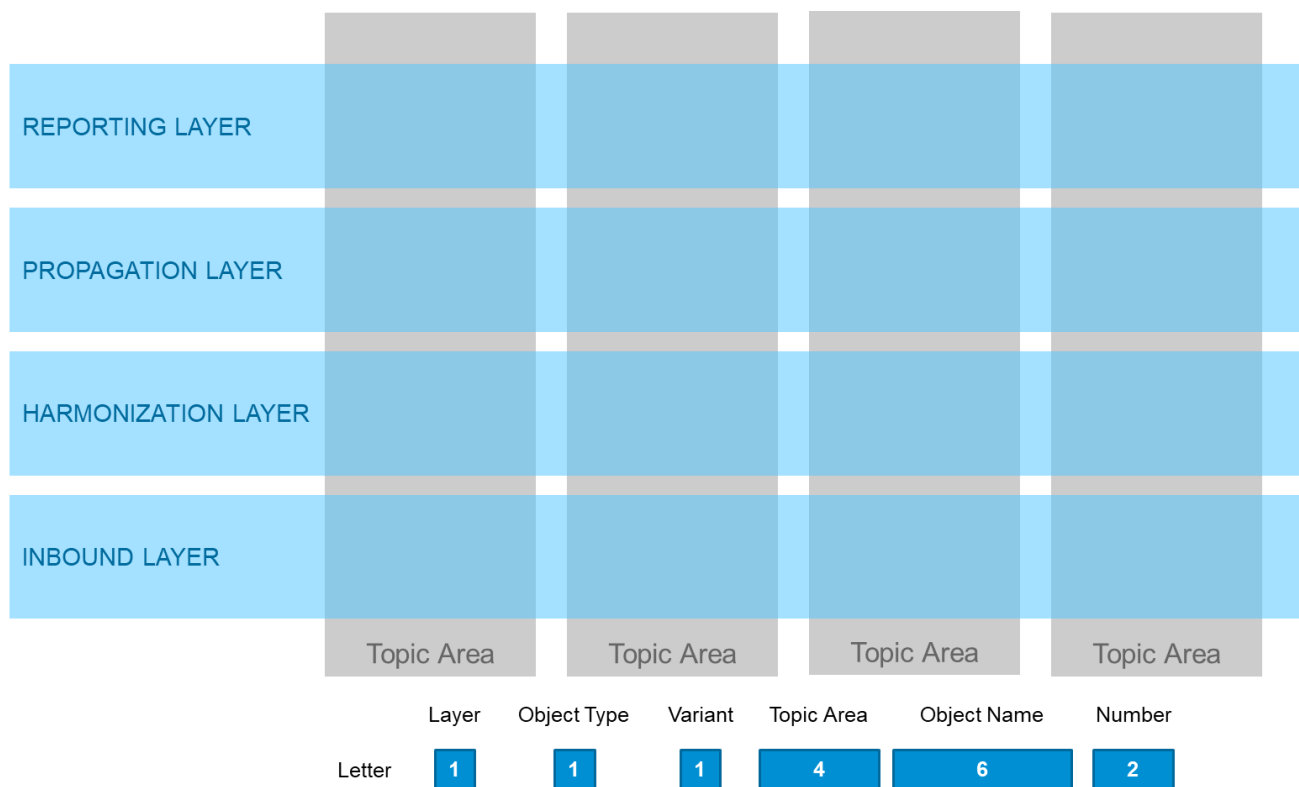 REPORTING LAYER
PROPAGATION LAYER
HARMONIZATION LAYER
INBOUND LAYER
Topic Area Topic Area Topic Area Topic Area
Layer Object Type Variant Topic Area Object Name Number
Letter 1 1 1 4 6 2